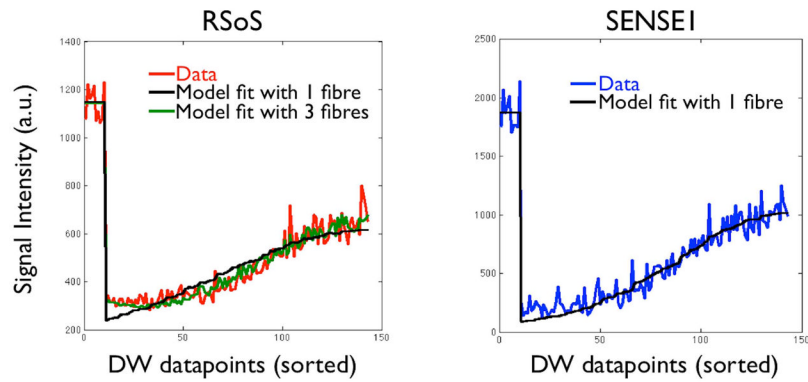 RSoS
SENSE1
1400
1200
1000
800
600
400
200
0
50
100
150
Signal Intensity (a.u.)
DW datapoints (sorted)
Data
Model fit with 1 fibre
Model fit with 3 fibres
2500
2000
1500
1000
500
0
0
50
100
150
DW datapoints (sorted)
Data
Model fit with 1 fibre